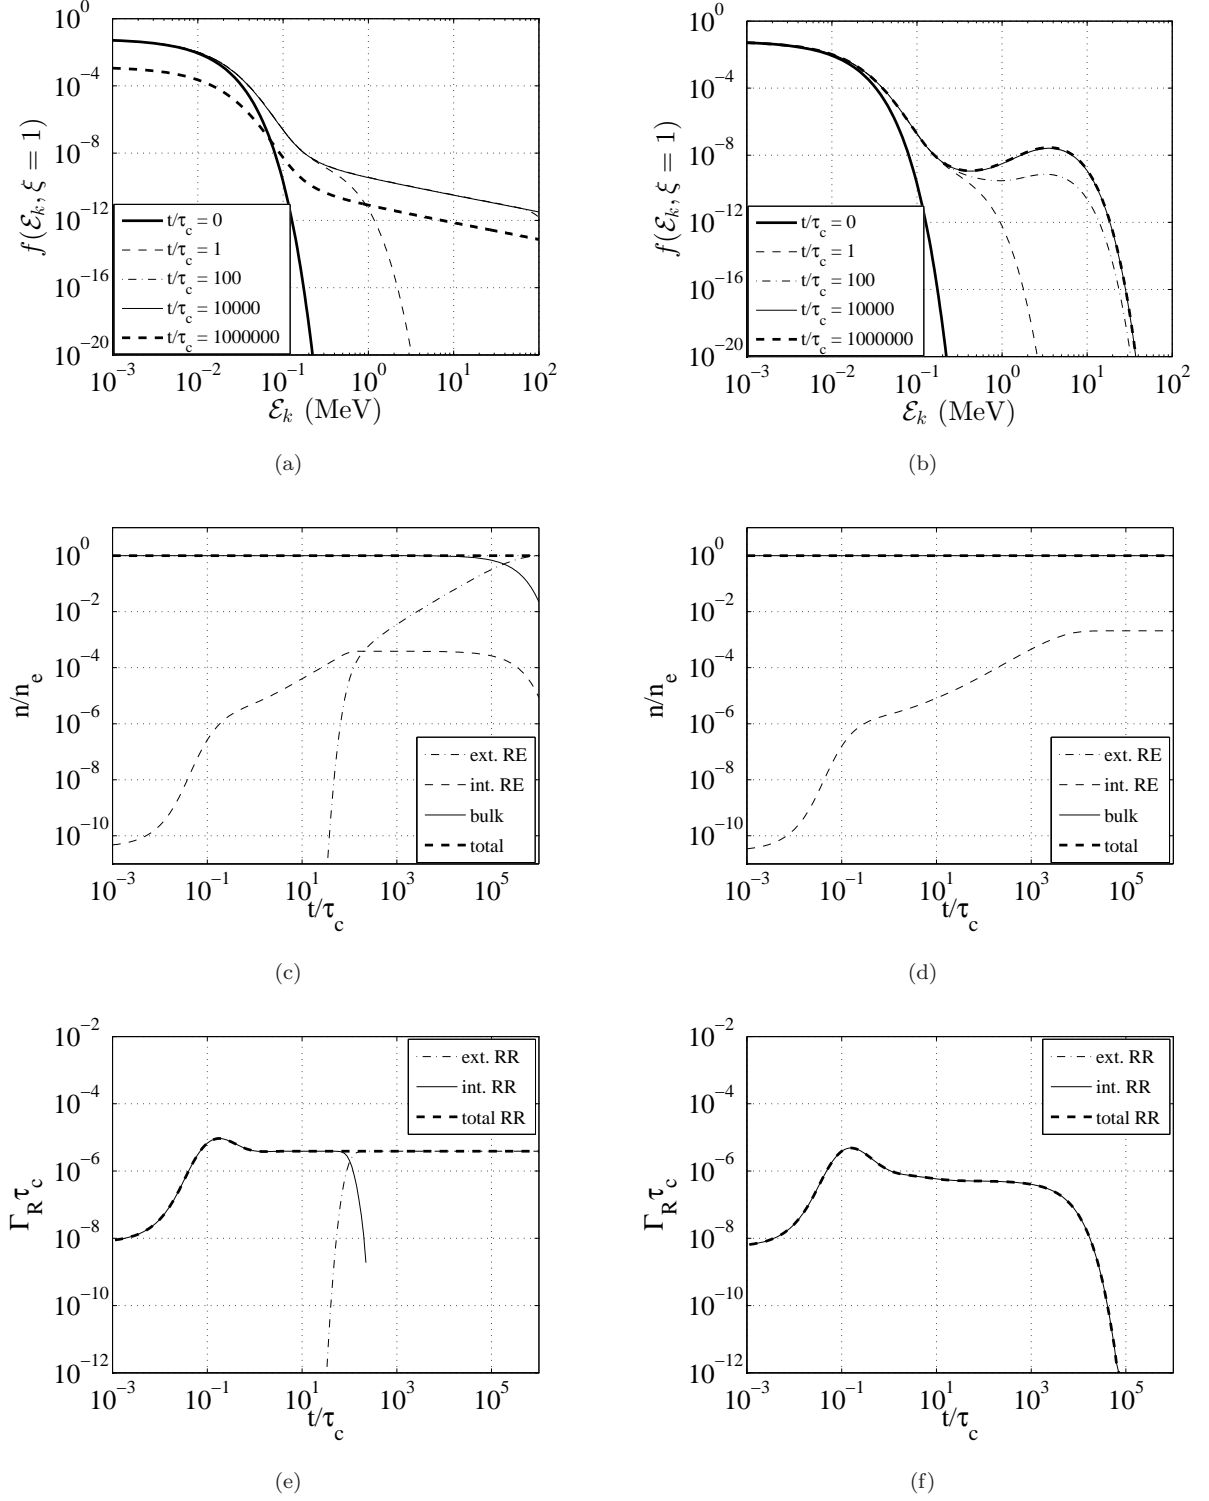 10^0
10^-4
10^-8
10^-12
10^-16
10^-20
f(ℰ_k, ξ = 1)
t/τ_c = 0
t/τ_c = 1
t/τ_c = 100
t/τ_c = 10000
t/τ_c = 1000000
10^-3 10^-2 10^-1 10^0 10^1 10^2
ℰ_k (MeV)
(a)
10^0
10^-4
10^-8
10^-12
10^-16
10^-20
f(ℰ_k, ξ = 1)
t/τ_c = 0
t/τ_c = 1
t/τ_c = 100
t/τ_c = 10000
t/τ_c = 1000000
10^-3 10^-2 10^-1 10^0 10^1 10^2
ℰ_k (MeV)
(b)
10^0
10^-2
10^-4
10^-6
10^-8
10^-10
n/n_e
ext. RE
int. RE
bulk
total
10^-3 10^-1 10^1 10^3 10^5
t/τ_c
(c)
10^0
10^-2
10^-4
10^-6
10^-8
10^-10
n/n_e
ext. RE
int. RE
bulk
total
10^-3 10^-1 10^1 10^3 10^5
t/τ_c
(d)
10^-2
10^-4
10^-6
10^-8
10^-10
10^-12
Γ_R τ_c
ext. RR
int. RR
total RR
10^-3 10^-1 10^1 10^3 10^5
t/τ_c
(e)
10^-2
10^-4
10^-6
10^-8
10^-10
10^-12
Γ_R τ_c
ext. RR
int. RR
total RR
10^-3 10^-1 10^1 10^3 10^5
t/τ_c
(f)